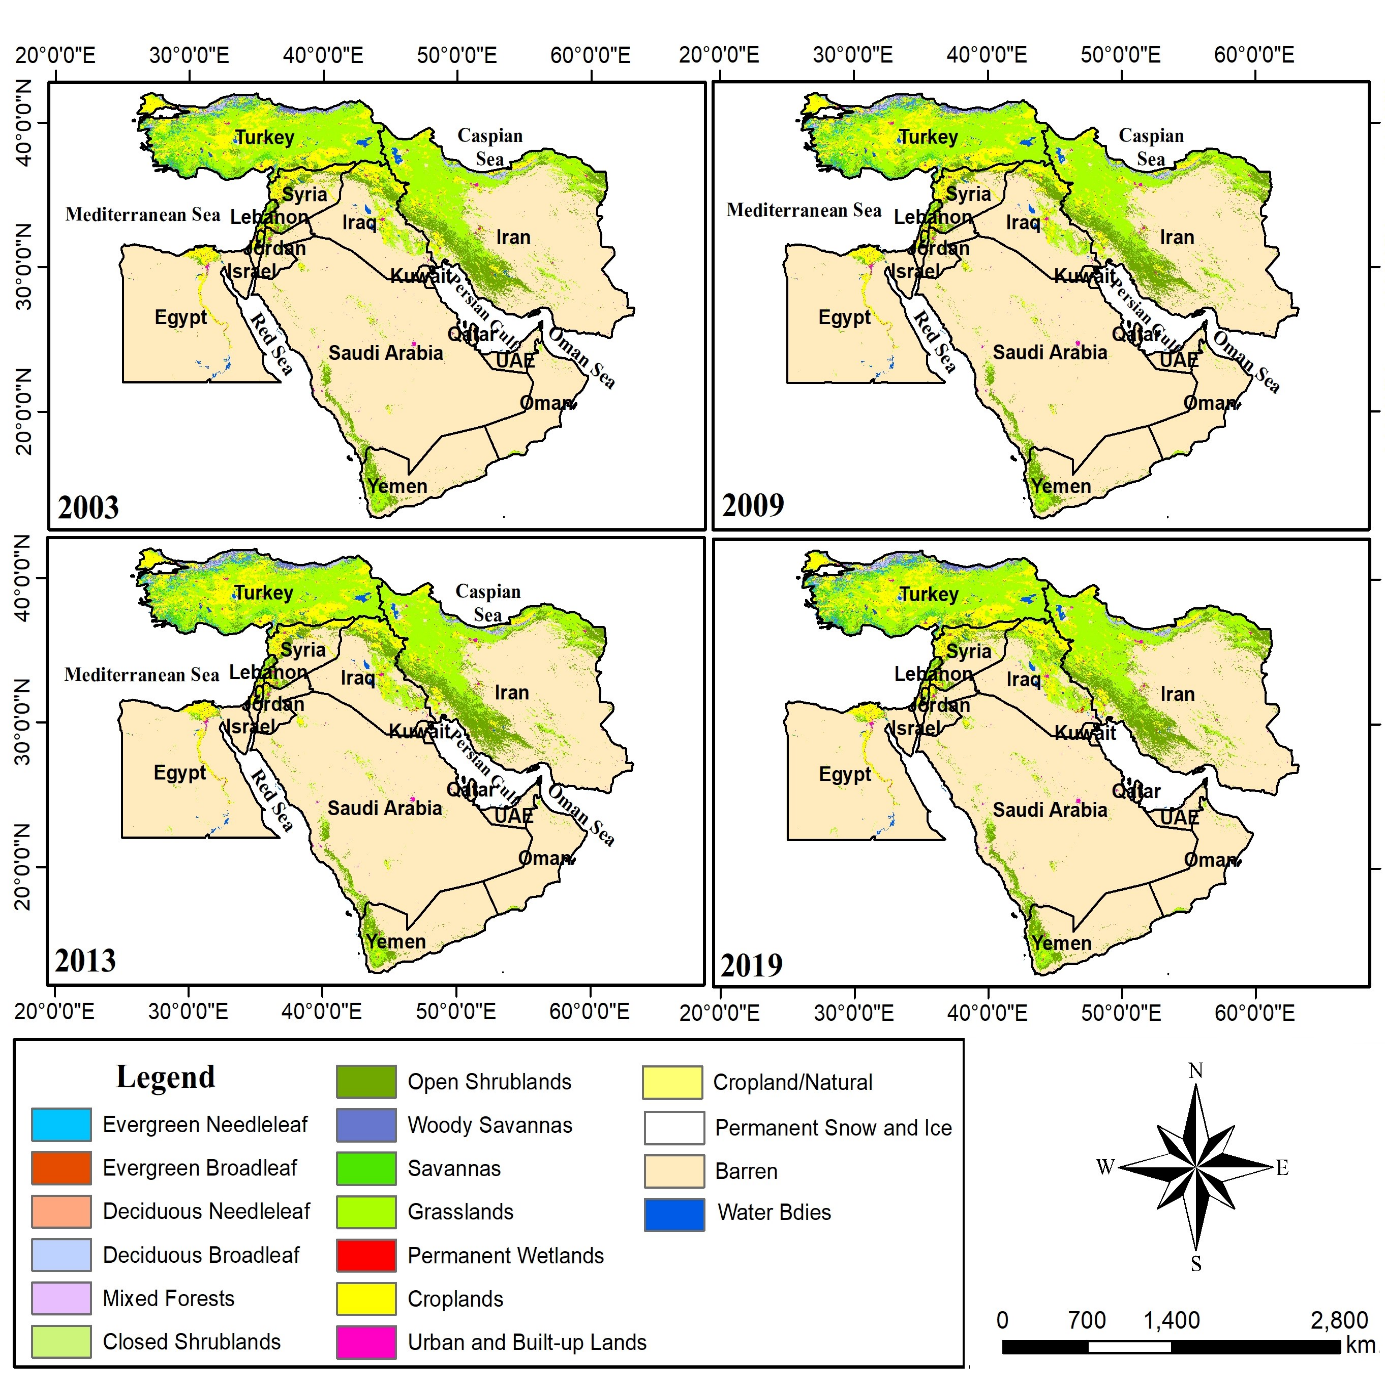 20°0'0"E 30°0'0"E 40°0'0"E 50°0'0"E 60°0'0"E 20°0'0"E 30°0'0"E 40°0'0"E 50°0'0"E 60°0'0"E
40°0'0"N
30°0'0"N
20°0'0"N
Turkey
Caspian
Sea
Syria
Mediterranean Sea
Lebanon
Iraq
Jordan
Iran
Israel
Kuwait
Persian Gulf
Egypt
Red Sea
Qatar
Oman Sea
Saudi Arabia
UAE
Oman
Yemen
2003
Turkey
Caspian
Sea
Syria
Mediterranean Sea
Lebanon
Iraq
Jordan
Iran
Israel
Kuwait
Persian Gulf
Egypt
Red Sea
Qatar
Oman Sea
Saudi Arabia
UAE
Oman
Yemen
2009
40°0'0"N
30°0'0"N
20°0'0"N
Turkey
Caspian
Sea
Syria
Mediterranean Sea
Lebanon
Iraq
Jordan
Iran
Israel
Kuwait
Persian Gulf
Egypt
Red Sea
Qatar
Oman Sea
Saudi Arabia
UAE
Oman
Yemen
2013
Turkey
Syria
Lebanon
Iraq
Jordan
Iran
Israel
Kuwait
Egypt
Qatar
Saudi Arabia
UAE
Oman
Yemen
2019
20°0'0"E 30°0'0"E 40°0'0"E 50°0'0"E 60°0'0"E 20°0'0"E 30°0'0"E 40°0'0"E 50°0'0"E 60°0'0"E
Legend
Evergreen Needleleaf
Evergreen Broadleaf
Deciduous Needleleaf
Deciduous Broadleaf
Mixed Forests
Closed Shrublands
Open Shrublands
Woody Savannas
Savannas
Grasslands
Permanent Wetlands
Croplands
Urban and Built-up Lands
Cropland/Natural
Permanent Snow and Ice
Barren
Water Bdies
N
W E
S
0 700 1,400 2,800
km